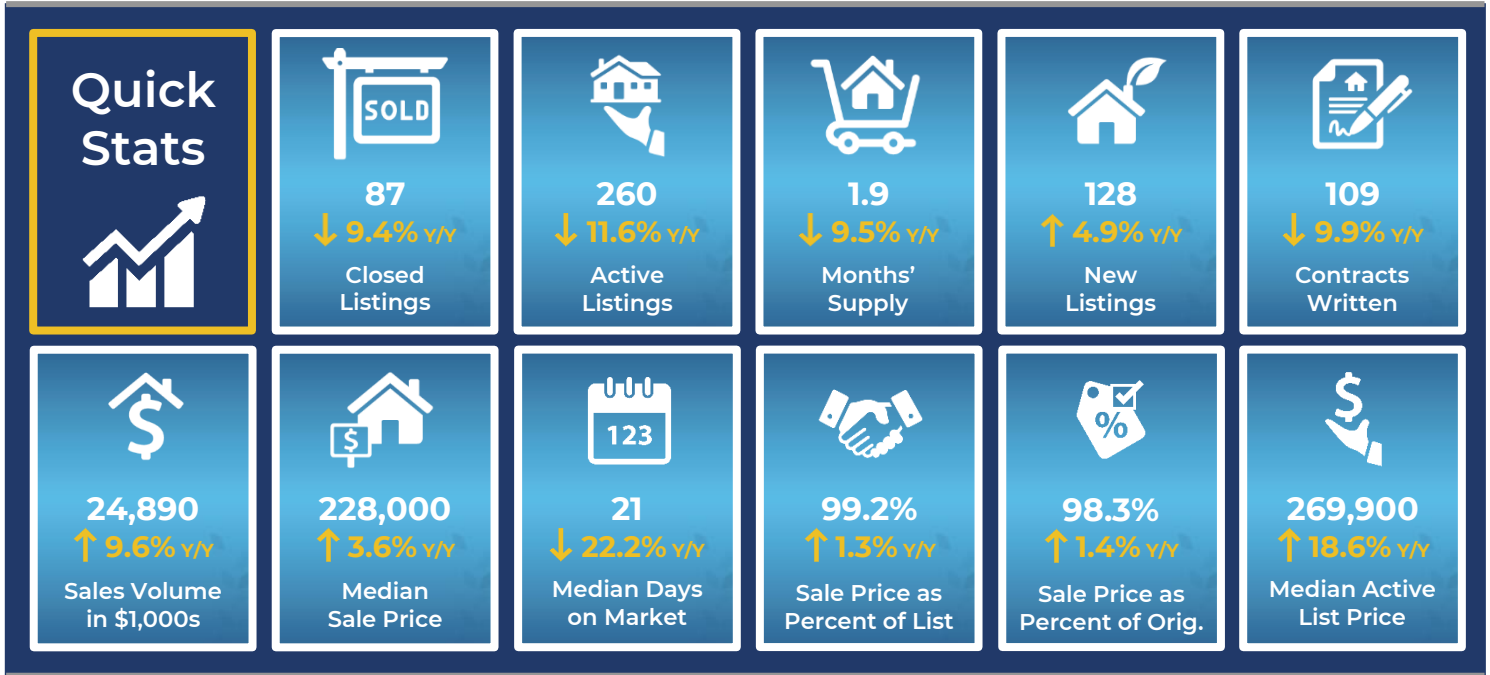 Quick
Stats
SOLD
87
↓ 9.4% Y/Y
Closed
Listings
260
↓ 11.6% Y/Y
Active
Listings
1.9
↓ 9.5% Y/Y
Months’
Supply
128
↑ 4.9% Y/Y
New
Listings
109
↓ 9.9% Y/Y
Contracts
Written
$
24,890
↑ 9.6% Y/Y
Sales Volume
in $1,000s
$
228,000
↑ 3.6% Y/Y
Median
Sale Price
123
21
↓ 22.2% Y/Y
Median Days
on Market
99.2%
↑ 1.3% Y/Y
Sale Price as
Percent of List
%
98.3%
↑ 1.4% Y/Y
Sale Price as
Percent of Orig.
$
269,900
↑ 18.6% Y/Y
Median Active
List Price